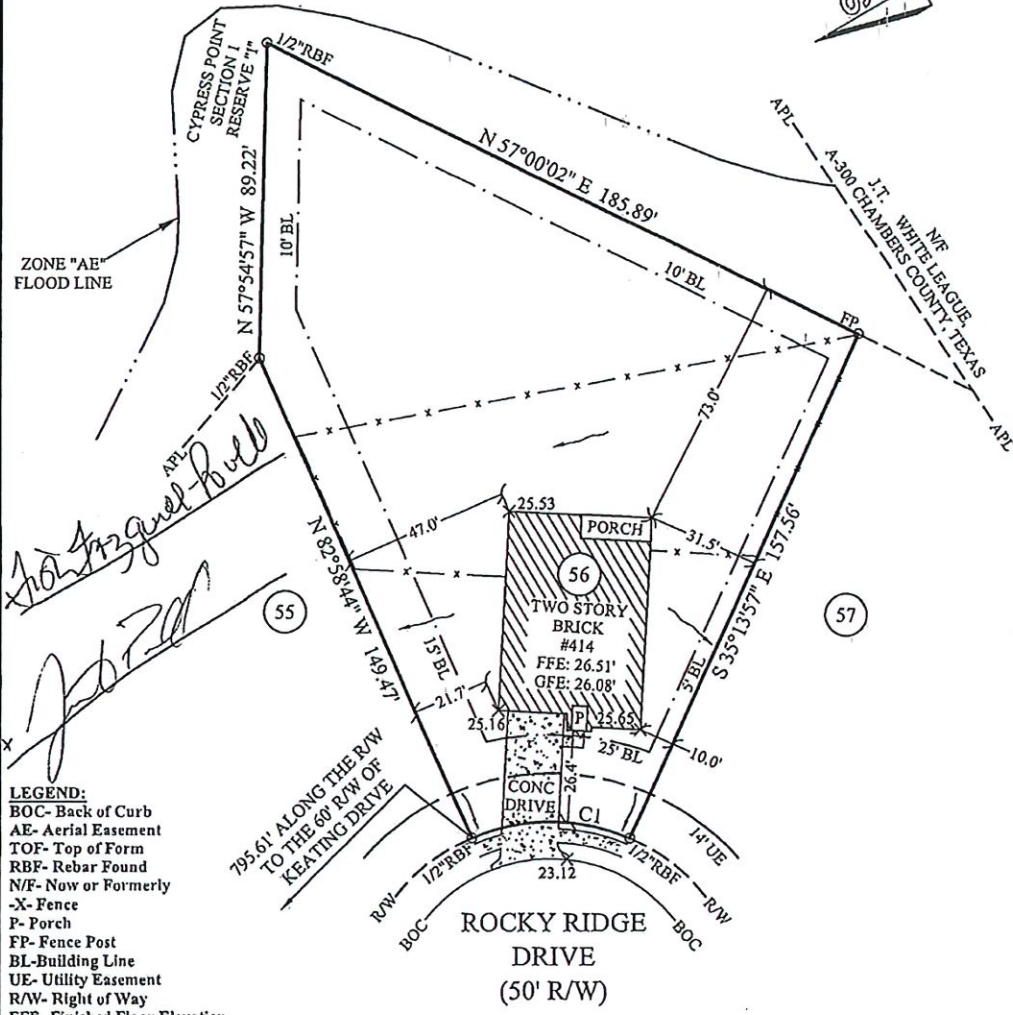 CYPRESS POINT
SECTION 1
RESERVE "I"
1/2"RBF
N 57°00'02" E 185.89'
N 57°54'57" W 89.22'
10' BL
10' BL
ZONE "AE"
FLOOD LINE
APL
N/F
J.T. WHITE LEAGUE,
A-300 CHAMBERS COUNTY, TEXAS
APL
FP
1/2"RBF
APL
73.0'
N 82°58'44" W 149.47'
47.0'
25.53
PORCH
31.5'
S 35°13'57" E 157.56'
55
56
57
TWO STORY
BRICK
#414
FFE: 26.51'
GFE: 26.08'
15' BL
5' BL
21.7'
25.16
P
25.65
25' BL
10.0'
26.4'
CONC
DRIVE
C1
14' UE
795.61' ALONG THE R/W
TO THE 60' R/W OF
KEATING DRIVE
1/2"RBF
1/2"RBF
R/W
R/W
BOC
BOC
23.12
ROCKY RIDGE
DRIVE
(50' R/W)
x
x
LEGEND:
BOC- Back of Curb
AE- Aerial Easement
TOF- Top of Form
RBF- Rebar Found
N/F- Now or Formerly
-X- Fence
P- Porch
FP- Fence Post
BL-Building Line
UE- Utility Easement
R/W- Right of Way
FFE- Finished Floor Elevation